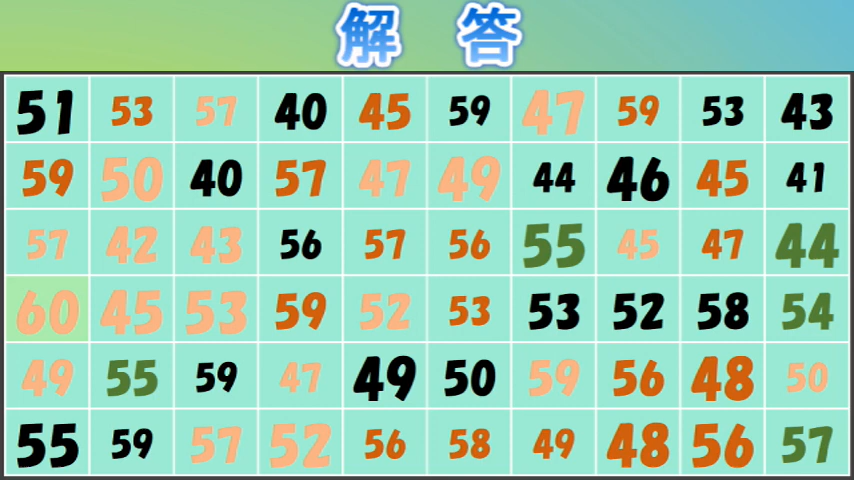 解 答
51 53 57 40 45 59 47 59 53 43
59 50 40 57 47 49 44 46 45 41
57 42 43 56 57 56 55 45 47 44
60 45 53 59 52 53 53 52 58 54
49 55 59 47 49 50 59 56 48 50
55 59 57 52 56 58 49 48 56 57